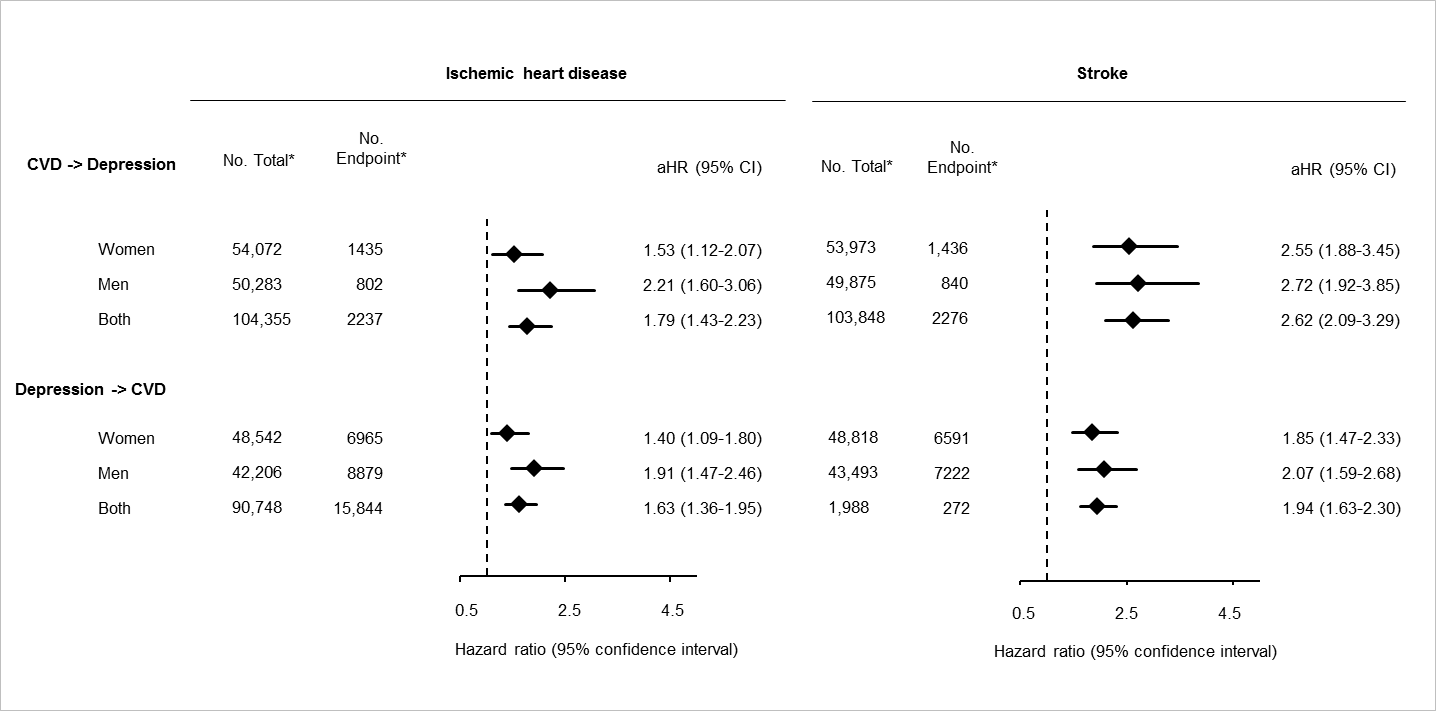 Ischemic heart disease Stroke
CVD -> Depression No. Total* No. Endpoint* aHR (95% CI) No. Total* No. Endpoint* aHR (95% CI)
Women 54,072 1435 1.53 (1.12-2.07) 53,973 1,436 2.55 (1.88-3.45)
Men 50,283 802 2.21 (1.60-3.06) 49,875 840 2.72 (1.92-3.85)
Both 104,355 2237 1.79 (1.43-2.23) 103,848 2276 2.62 (2.09-3.29)
Depression -> CVD
Women 48,542 6965 1.40 (1.09-1.80) 48,818 6591 1.85 (1.47-2.33)
Men 42,206 8879 1.91 (1.47-2.46) 43,493 7222 2.07 (1.59-2.68)
Both 90,748 15,844 1.63 (1.36-1.95) 1,988 272 1.94 (1.63-2.30)
0.5 2.5 4.5 0.5 2.5 4.5
Hazard ratio (95% confidence interval) Hazard ratio (95% confidence interval)